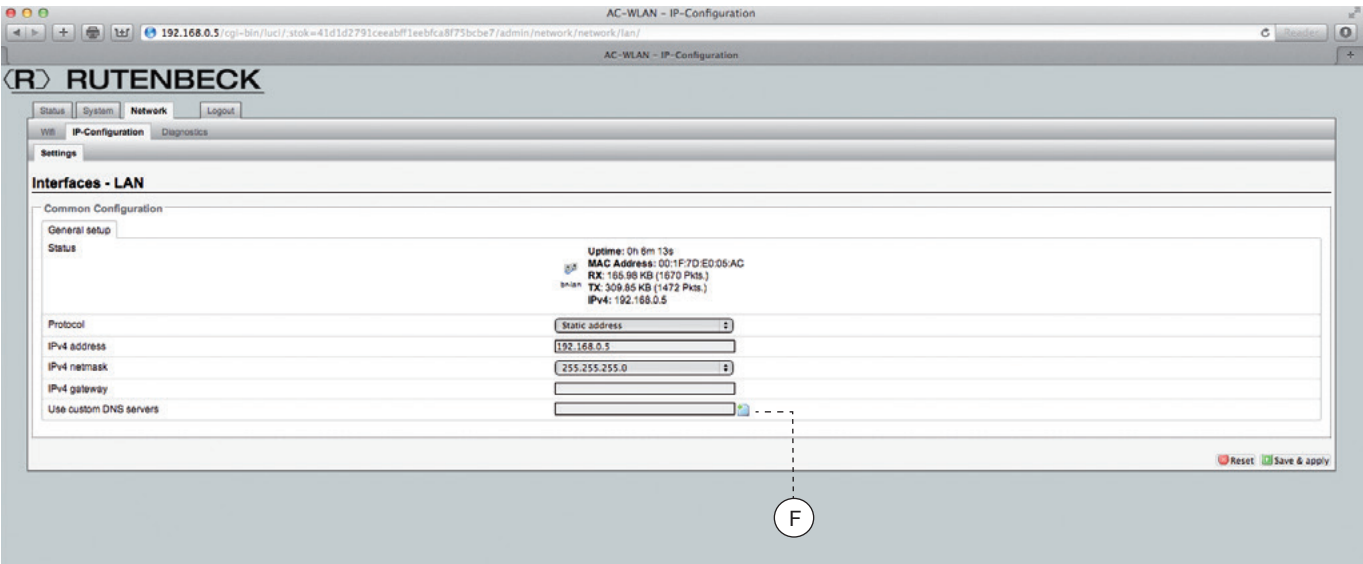 AC-WLAN – IP-Configuration
192.168.0.5/cgi-bin/luci/;stok=41d1d2791ceeabff1eebfca8f75bcbe7/admin/network/network/lan/
Reader
AC-WLAN – IP-Configuration
⟨R⟩ RUTENBECK
Status System Network Logout
Wifi IP-Configuration Diagnostics
Settings
Interfaces - LAN
Common Configuration
General setup
Status
Uptime: 0h 6m 13s
MAC Address: 00:1F:7D:E0:05:AC
RX: 165.98 KB (1670 Pkts.)
br-lan TX: 309.85 KB (1472 Pkts.)
IPv4: 192.168.0.5
Protocol Static address
IPv4 address 192.168.0.5
IPv4 netmask 255.255.255.0
IPv4 gateway
Use custom DNS servers
Reset Save & apply
F